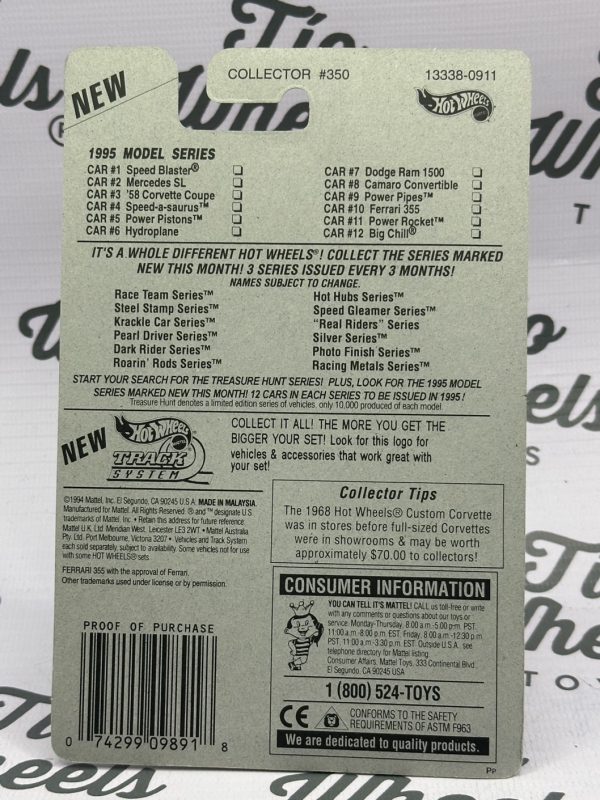 NEW
COLLECTOR #350
13338-0911
Hot Wheels
1995 MODEL SERIES
CAR #1 Speed Blaster®
CAR #2 Mercedes SL
CAR #3 '58 Corvette Coupe
CAR #4 Speed-a-saurus™
CAR #5 Power Pistons™
CAR #6 Hydroplane
CAR #7 Dodge Ram 1500
CAR #8 Camaro Convertible
CAR #9 Power Pipes™
CAR #10 Ferrari 355
CAR #11 Power Rocket™
CAR #12 Big Chill®
IT'S A WHOLE DIFFERENT HOT WHEELS®! COLLECT THE SERIES MARKED
NEW THIS MONTH! 3 SERIES ISSUED EVERY 3 MONTHS!
NAMES SUBJECT TO CHANGE.
Race Team Series™
Steel Stamp Series™
Krackle Car Series™
Pearl Driver Series™
Dark Rider Series™
Roarin' Rods Series™
Hot Hubs Series™
Speed Gleamer Series™
"Real Riders" Series
Silver Series™
Photo Finish Series™
Racing Metals Series™
START YOUR SEARCH FOR THE TREASURE HUNT SERIES! PLUS, LOOK FOR THE 1995 MODEL
SERIES MARKED NEW THIS MONTH! 12 CARS IN EACH SERIES TO BE ISSUED IN 1995!
Treasure Hunt denotes a limited edition series of vehicles, only 10,000 produced of each model.
NEW
Hot Wheels
TRACK
SYSTEM
COLLECT IT ALL! THE MORE YOU GET THE
BIGGER YOUR SET! Look for this logo for
vehicles & accessories that work great with
your set!
©1994 Mattel, Inc. El Segundo, CA 90245 U.S.A. MADE IN MALAYSIA.
Manufactured for Mattel. All Rights Reserved. ® and ™ designate U.S.
trademarks of Mattel, Inc. • Retain this address for future reference:
Mattel U.K. Ltd. Meridian West, Leicester LE3 2WT. • Mattel Australia
Pty. Ltd. Port Melbourne, Victoria 3207. • Vehicles and Track System
each sold separately, subject to availability. Some vehicles not for use
with some HOT WHEELS® sets.
FERRARI 355 with the approval of Ferrari.
Other trademarks used under license or by permission.
Collector Tips
The 1968 Hot Wheels® Custom Corvette
was in stores before full-sized Corvettes
were in showrooms & may be worth
approximately $70.00 to collectors!
CONSUMER INFORMATION
YOU CAN TELL IT'S MATTEL! CALL us toll-free or write
with any comments or questions about our toys or
service. Monday-Thursday, 8:00 a.m.-5:00 p.m. PST,
11:00 a.m.-8:00 p.m. EST. Friday, 8:00 a.m.-12:30 p.m.
PST, 11:00 a.m.-3:30 p.m. EST. Outside U.S.A., see
telephone directory for Mattel listing.
Consumer Affairs, Mattel Toys, 333 Continental Blvd.
El Segundo, CA 90245 USA
1 (800) 524-TOYS
CE
CONFORMS TO THE SAFETY
REQUIREMENTS OF ASTM F963
We are dedicated to quality products.
PROOF OF PURCHASE
0 74299 09891 8
PP